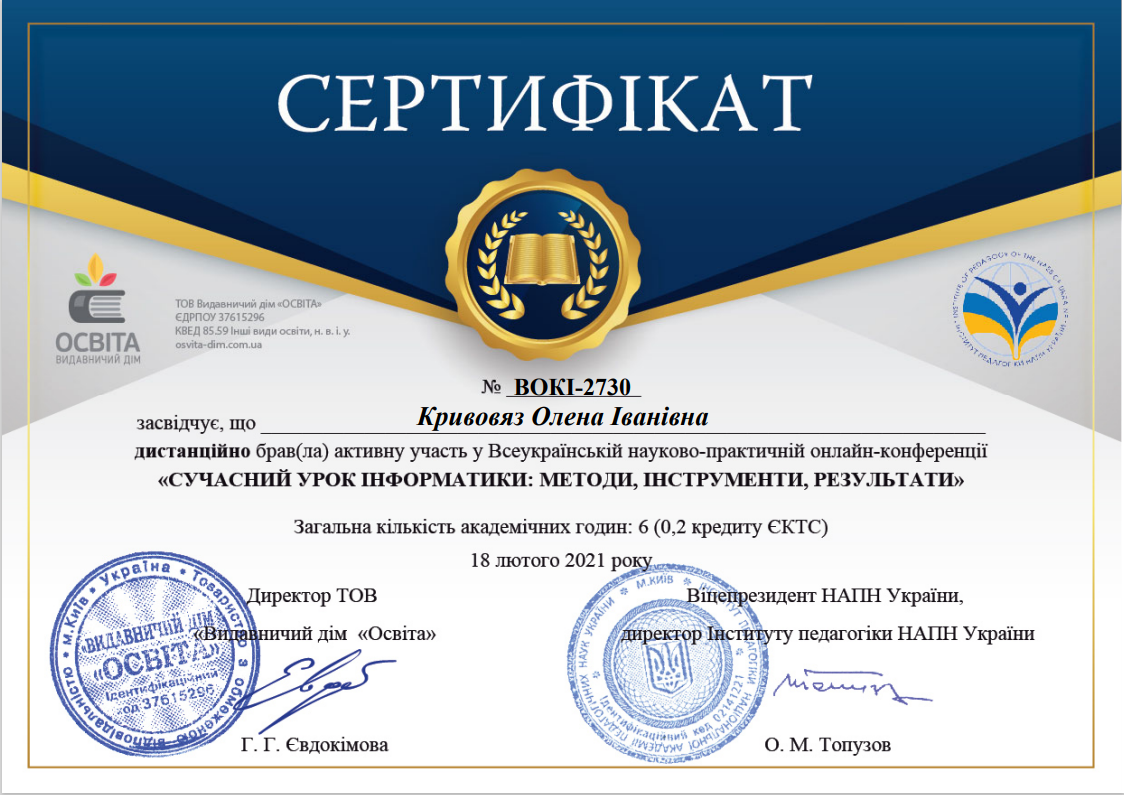 СЕРТИФІКАТ
ОСВІТА
ВИДАВНИЧИЙ ДІМ
ТОВ Видавничий дім «ОСВІТА»
ЄДРПОУ 37615296
КВЕД 85.59 Інші види освіти, н. в. і. у.
osvita-dim.com.ua
INSTITUTE OF PEDAGOGY OF THE NAES OF UKRAINE
ІНСТИТУТ ПЕДАГОГІКИ НАПН УКРАЇНИ
№ ВОКІ-2730
засвідчує, що Кривовяз Олена Іванівна
дистанційно брав(ла) активну участь у Всеукраїнській науково-практичній онлайн-конференції
«СУЧАСНИЙ УРОК ІНФОРМАТИКИ: МЕТОДИ, ІНСТРУМЕНТИ, РЕЗУЛЬТАТИ»
Загальна кількість академічних годин: 6 (0,2 кредиту ЄКТС)
18 лютого 2021 року
Директор ТОВ
«Видавничий дім «Освіта»
Г. Г. Євдокімова
Віцепрезидент НАПН України,
директор Інституту педагогіки НАПН України
О. М. Топузов
Україна • Товариство з обмеженою відповідальністю • м.Київ
«ВИДАВНИЧИЙ ДІМ
«ОСВІТА»
Ідентифікаційний
код 37615296
М.КИЇВ ІНСТИТУТ ПЕДАГОГІКИ НАЦІОНАЛЬНОЇ АКАДЕМІЇ ПЕДАГОГІЧНИХ НАУК УКРАЇНИ
Ідентифікаційний код 02141221